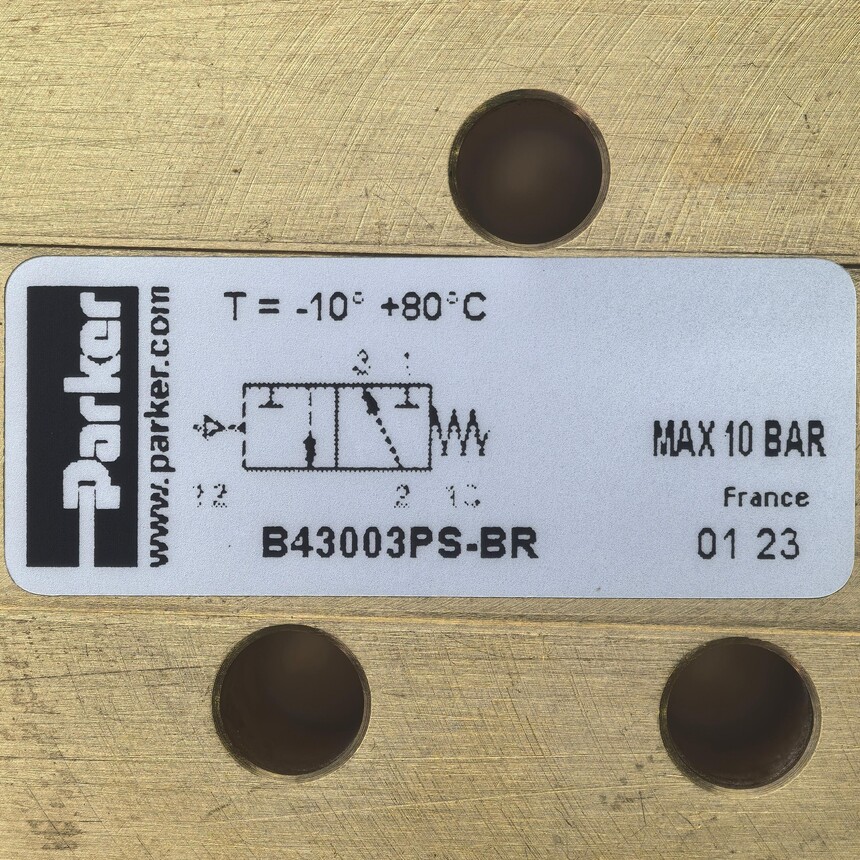 Parker
www.parker.com
T = -10° +80°C
3 1
12 2
B43003PS-BR
MAX 10 BAR
France
01 23